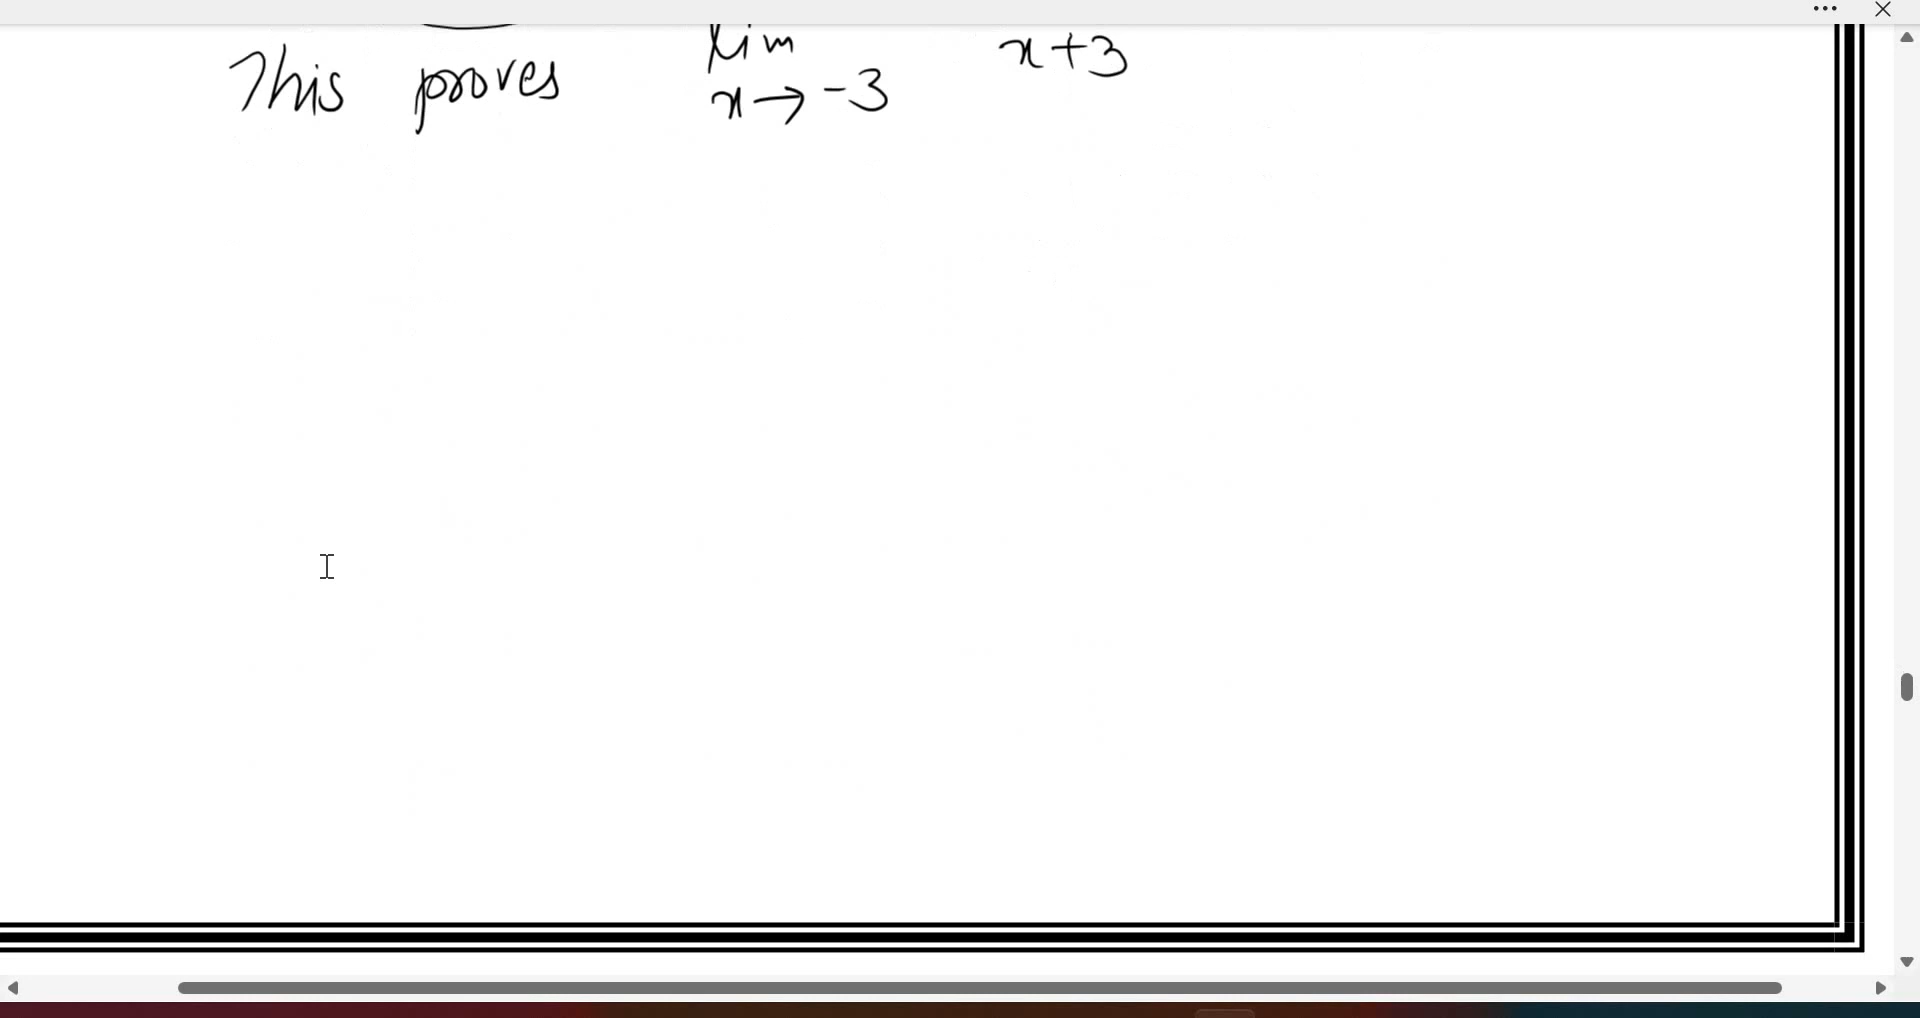 This proves lim x+3
x→-3